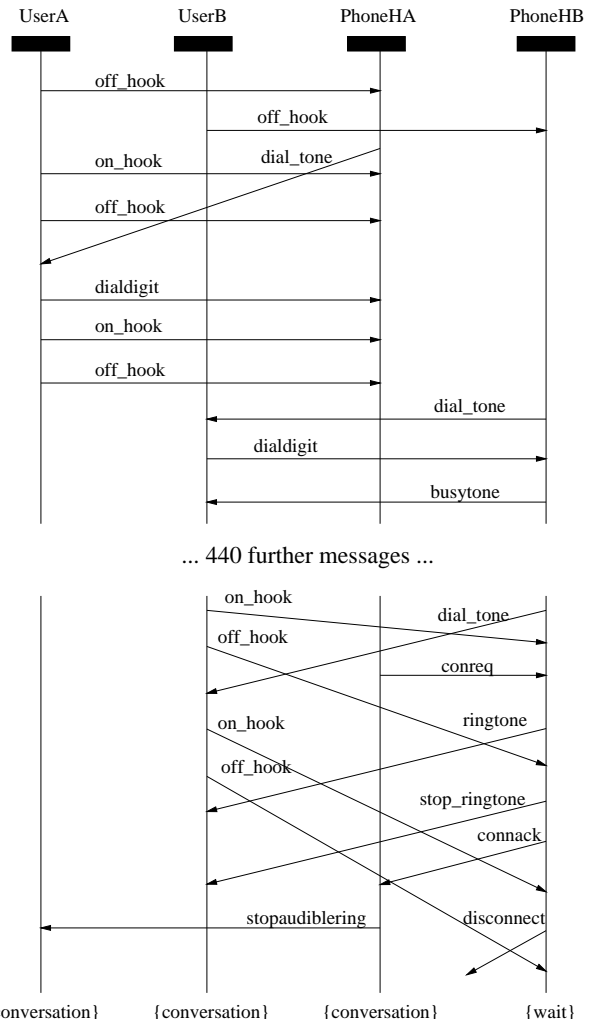 UserA UserB PhoneHA PhoneHB
off_hook
off_hook
dial_tone
on_hook
off_hook
dialdigit
on_hook
off_hook
dial_tone
dialdigit
busytone
... 440 further messages ...
on_hook
dial_tone
off_hook
conreq
ringtone
on_hook
off_hook
stop_ringtone
connack
disconnect
stopaudiblering
conversation} {conversation} {conversation} {wait}